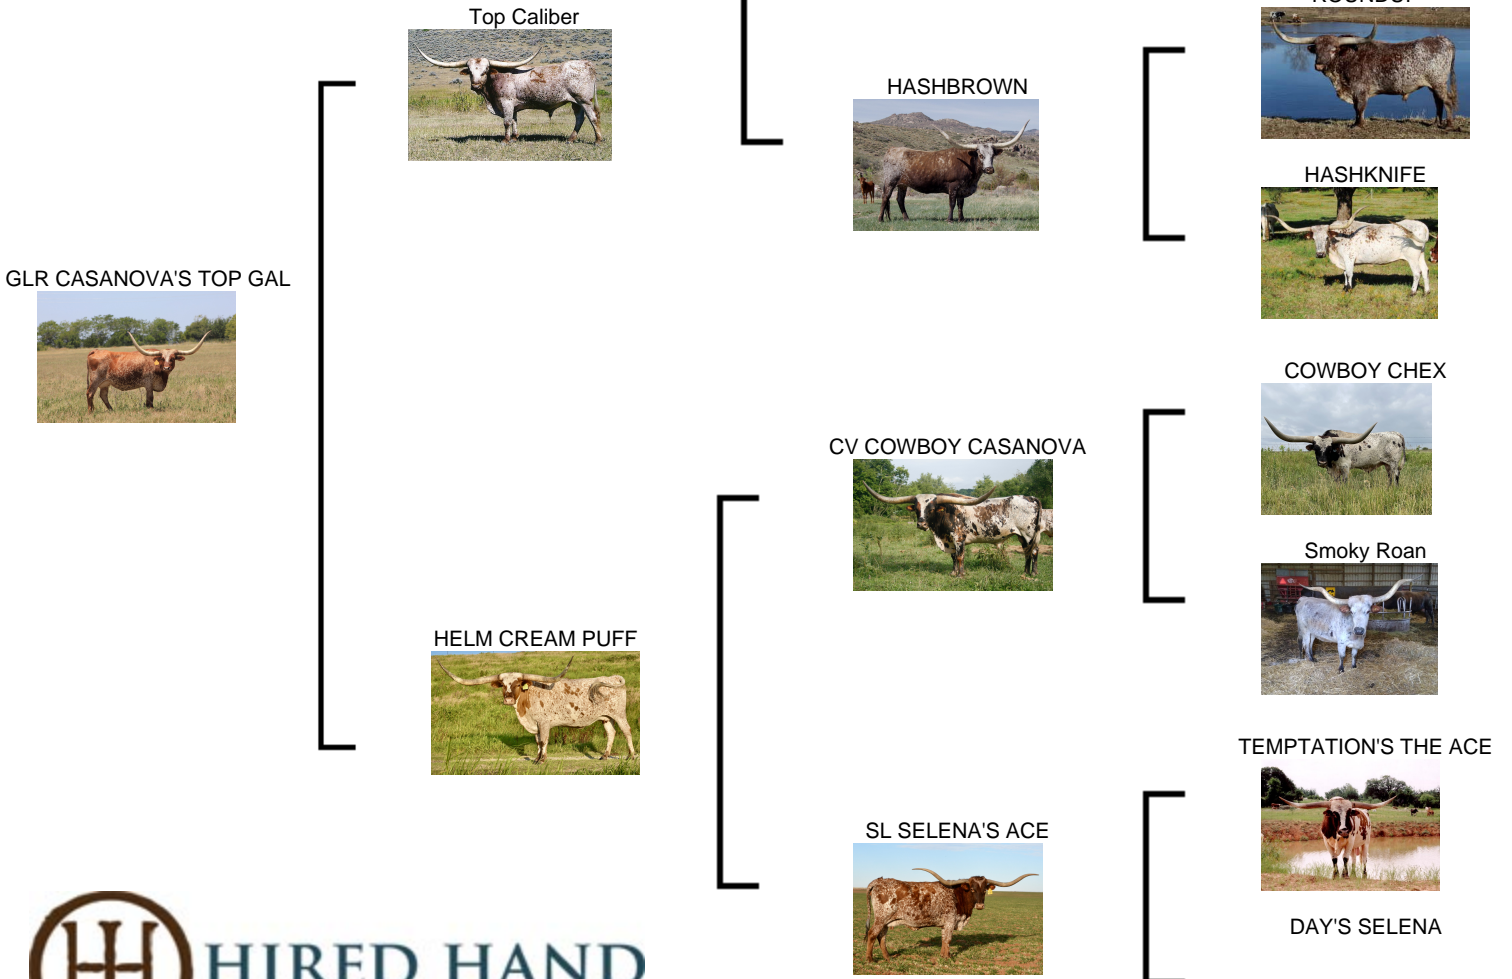 Top Caliber
HASHBROWN
HASHKNIFE
GLR CASANOVA'S TOP GAL
COWBOY CHEX
CV COWBOY CASANOVA
Smoky Roan
HELM CREAM PUFF
TEMPTATION'S THE ACE
SL SELENA'S ACE
DAY'S SELENA
HIRED HAND